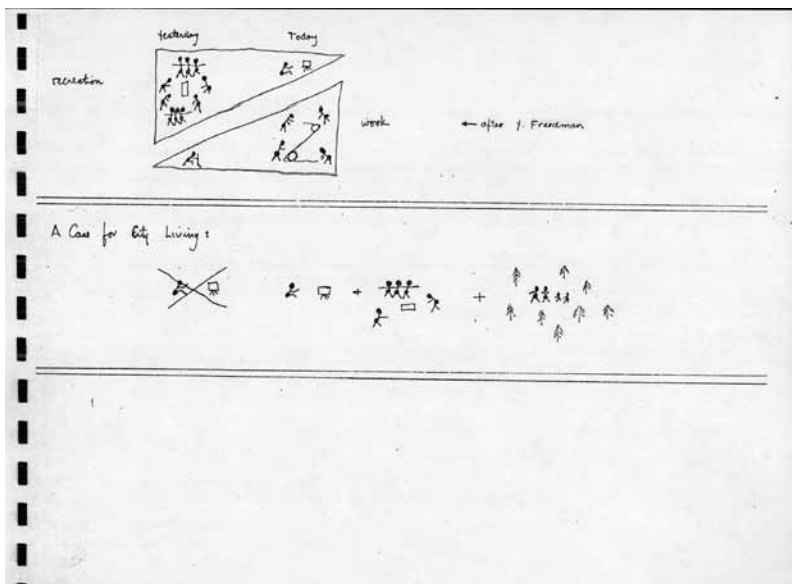 Yesterday Today
recreation
work ← after Y. Friedman
A Case for City Living :